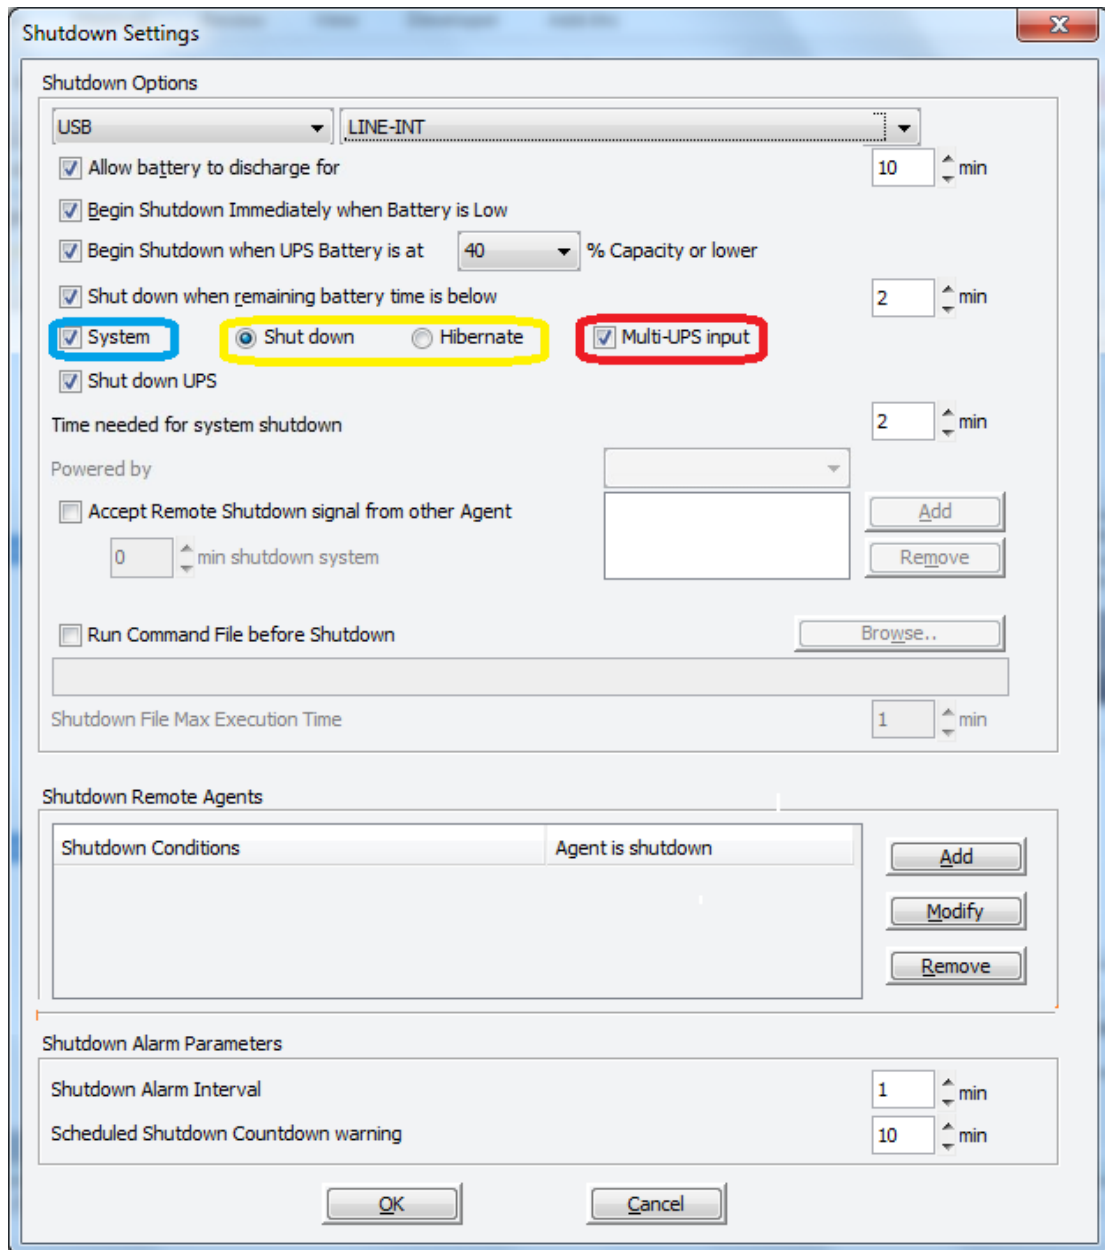 Shutdown Settings
Shutdown Options
USB LINE-INT
Allow battery to discharge for 10 min
Begin Shutdown Immediately when Battery is Low
Begin Shutdown when UPS Battery is at 40 % Capacity or lower
Shut down when remaining battery time is below 2 min
System Shut down Hibernate Multi-UPS input
Shut down UPS
Time needed for system shutdown 2 min
Powered by
Accept Remote Shutdown signal from other Agent Add
0 min shutdown system Remove
Run Command File before Shutdown Browse..
Shutdown File Max Execution Time 1 min
Shutdown Remote Agents
Shutdown Conditions Agent is shutdown
Add
Modify
Remove
Shutdown Alarm Parameters
Shutdown Alarm Interval 1 min
Scheduled Shutdown Countdown warning 10 min
OK Cancel